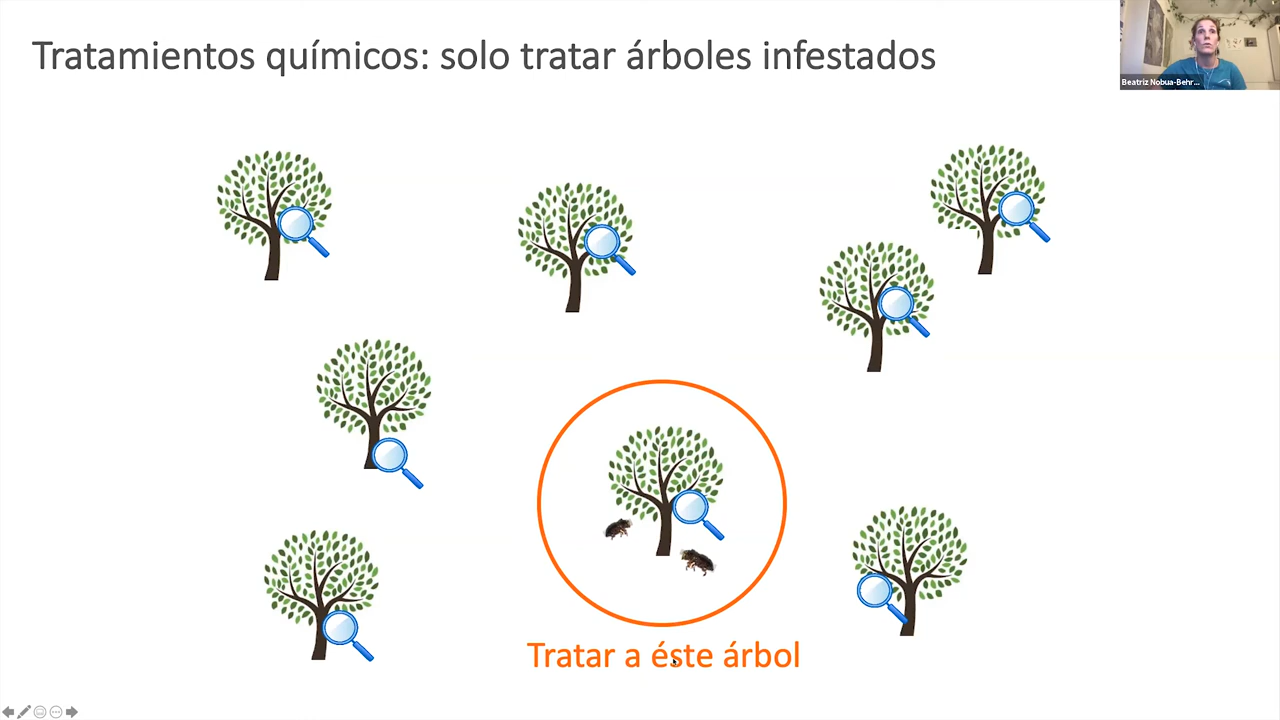 Tratamientos químicos: solo tratar árboles infestados
Beatriz Nobua-Behr...
Tratar a éste árbol